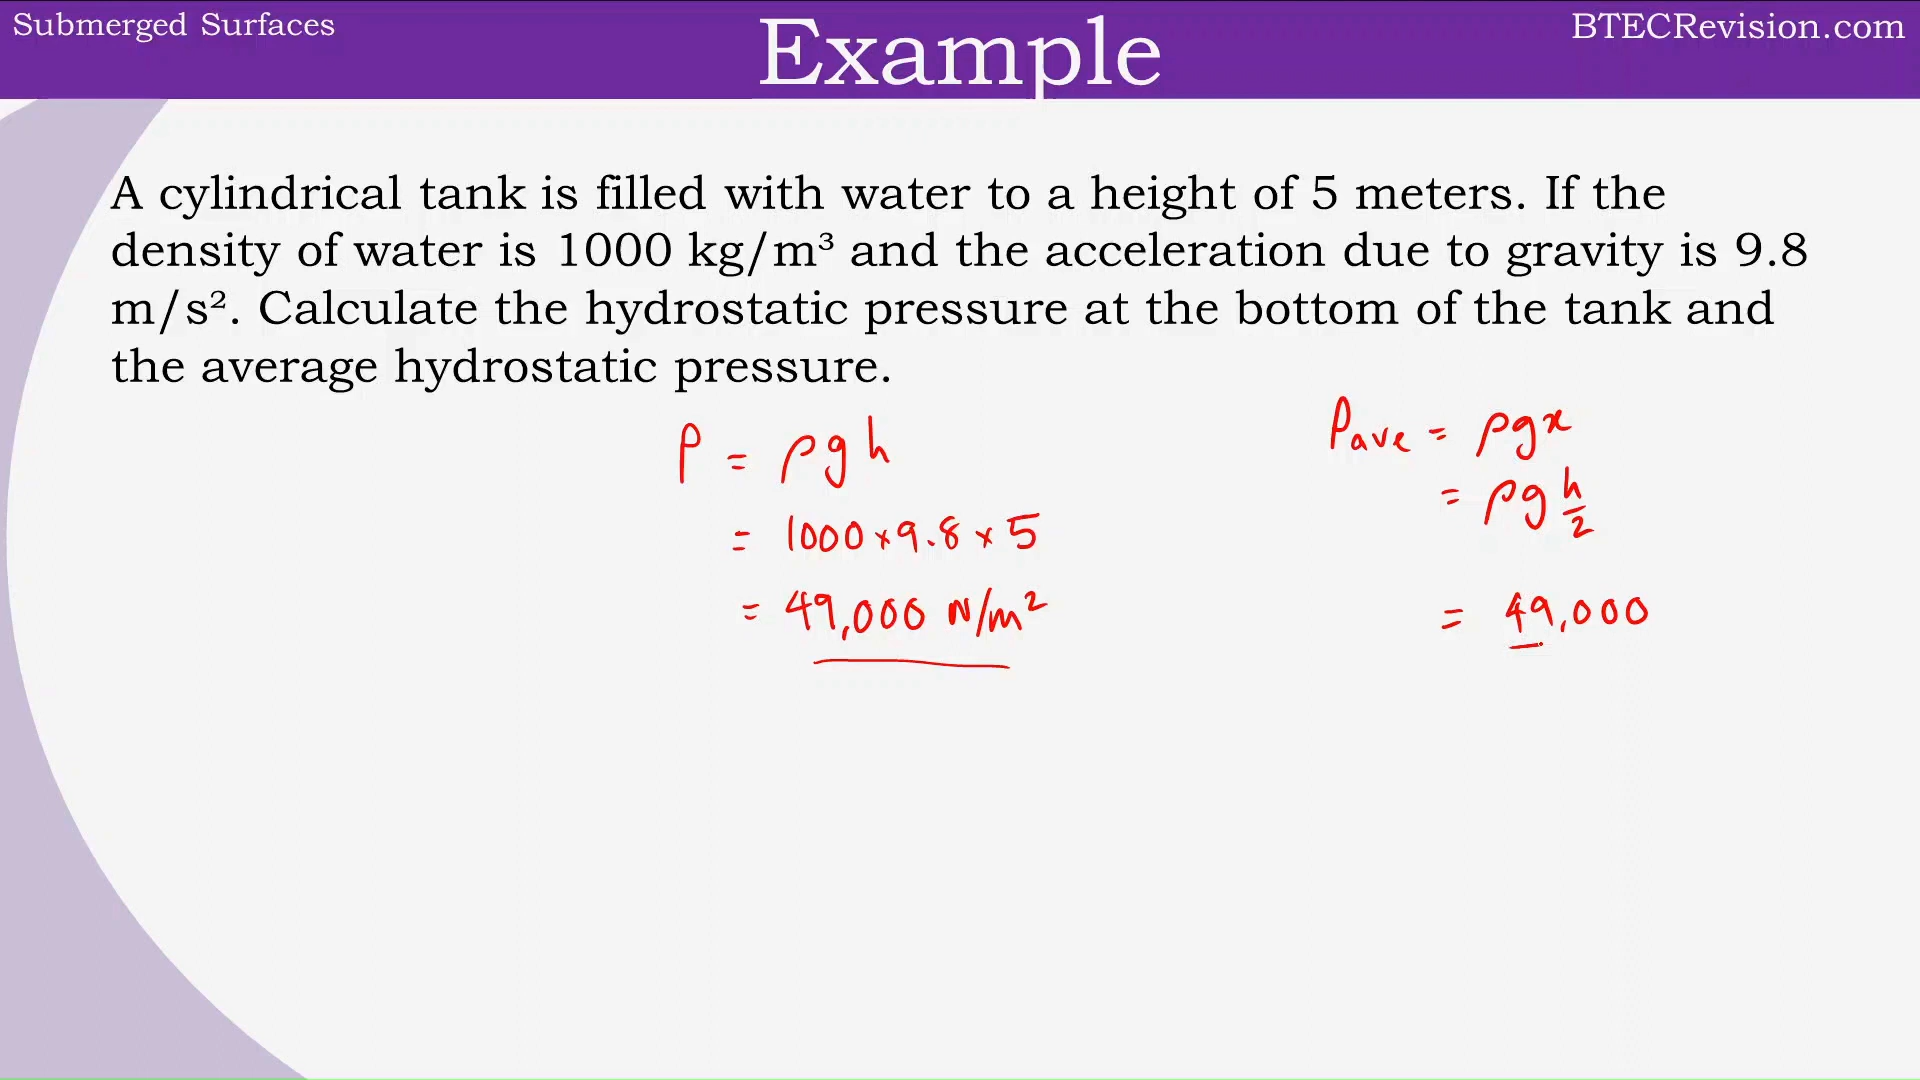 Submerged Surfaces
Example
BTECRevision.com
A cylindrical tank is filled with water to a height of 5 meters. If the
density of water is 1000 kg/m³ and the acceleration due to gravity is 9.8
m/s². Calculate the hydrostatic pressure at the bottom of the tank and
the average hydrostatic pressure.
P = ρgh
= 1000 × 9.8 × 5
= 49,000 N/m²
Pave = ρgx
= ρg h/2
= 49,000